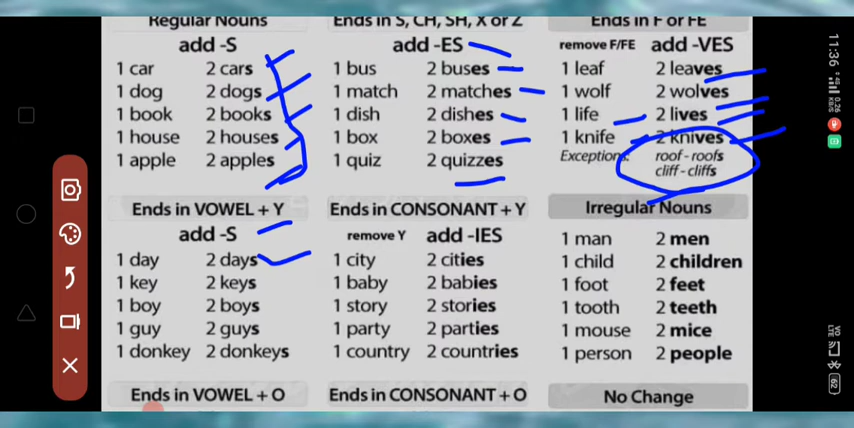 Regular Nouns
add -S
1 car 2 cars
1 dog 2 dogs
1 book 2 books
1 house 2 houses
1 apple 2 apples
Ends in S, CH, SH, X or Z
add -ES
1 bus 2 buses
1 match 2 matches
1 dish 2 dishes
1 box 2 boxes
1 quiz 2 quizzes
Ends in F or FE
remove F/FE add -VES
1 leaf 2 leaves
1 wolf 2 wolves
1 life 2 lives
1 knife 2 knives
Exceptions: roof - roofs
cliff - cliffs
Ends in VOWEL + Y
add -S
1 day 2 days
1 key 2 keys
1 boy 2 boys
1 guy 2 guys
1 donkey 2 donkeys
Ends in CONSONANT + Y
remove Y add -IES
1 city 2 cities
1 baby 2 babies
1 story 2 stories
1 party 2 parties
1 country 2 countries
Irregular Nouns
1 man 2 men
1 child 2 children
1 foot 2 feet
1 tooth 2 teeth
1 mouse 2 mice
1 person 2 people
Ends in VOWEL + O
Ends in CONSONANT + O
No Change
11:36
4G
0.26
KB/S
VO
62